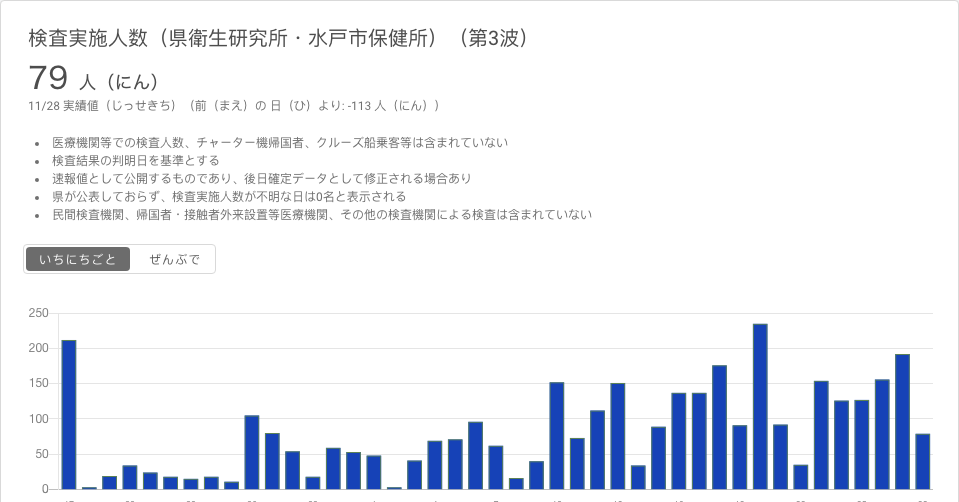 検査実施人数（県衛生研究所・水戸市保健所）（第3波）
79 人（にん）
11/28 実績値（じっせきち）（前（まえ）の 日（ひ）より: -113 人（にん））
• 医療機関等での検査人数、チャーター機帰国者、クルーズ船乗客等は含まれていない
• 検査結果の判明日を基準とする
• 速報値として公開するものであり、後日確定データとして修正される場合あり
• 県が公表しておらず、検査実施人数が不明な日は0名と表示される
• 民間検査機関、帰国者・接触者外来設置等医療機関、その他の検査機関による検査は含まれていない
いちにちごと ぜんぶで
250
200
150
100
50
0